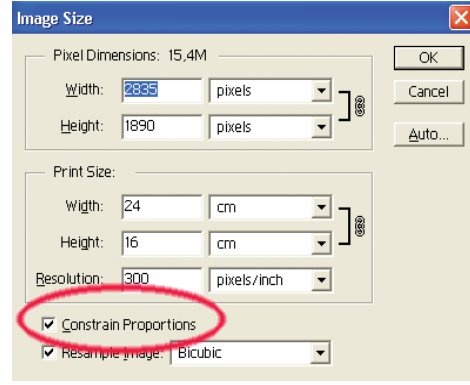 Image Size
Pixel Dimensions: 15,4M
OK
Width: 2835 pixels
Cancel
Height: 1890 pixels
Auto...
Print Size:
Width: 24 cm
Height: 16 cm
Resolution: 300 pixels/inch
Constrain Proportions
Resample Image: Bicubic